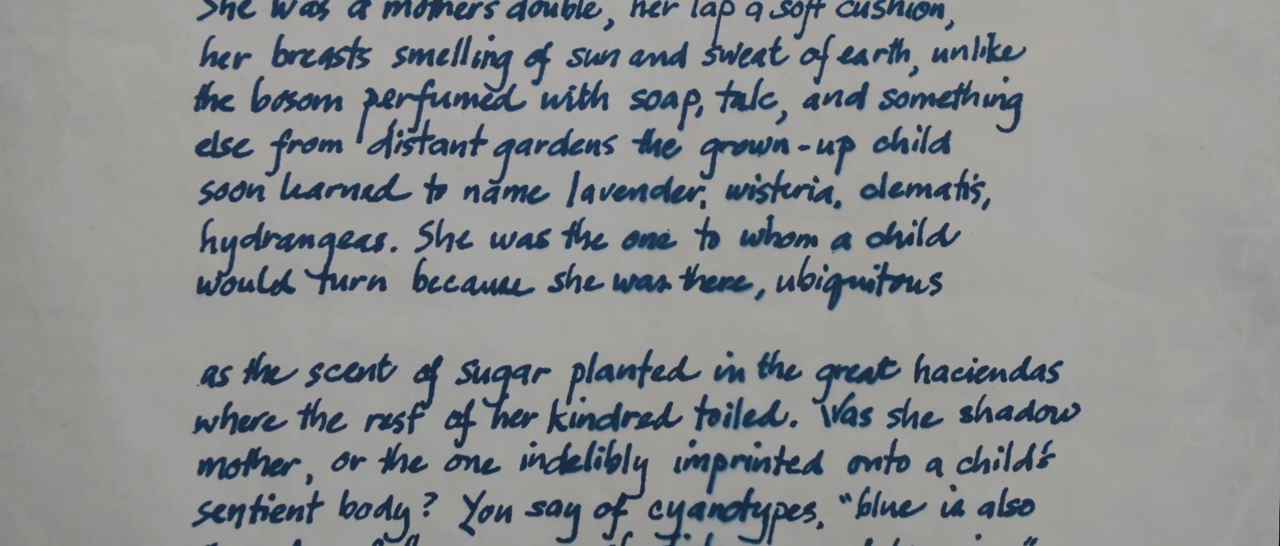 She was a mothers double, her lap a soft cushion,
her breasts smelling of sun and sweat of earth, unlike
the bosom perfumed with soap, talc, and something
else from distant gardens the grown-up child
soon learned to name lavender, wisteria, clematis,
hydrangeas. She was the one to whom a child
would turn because she was there, ubiquitous
as the scent of sugar planted in the great haciendas
where the rest of her kindred toiled. Was she shadow
mother, or the one indelibly imprinted onto a child's
sentient body? You say of cyanotypes, "blue is also